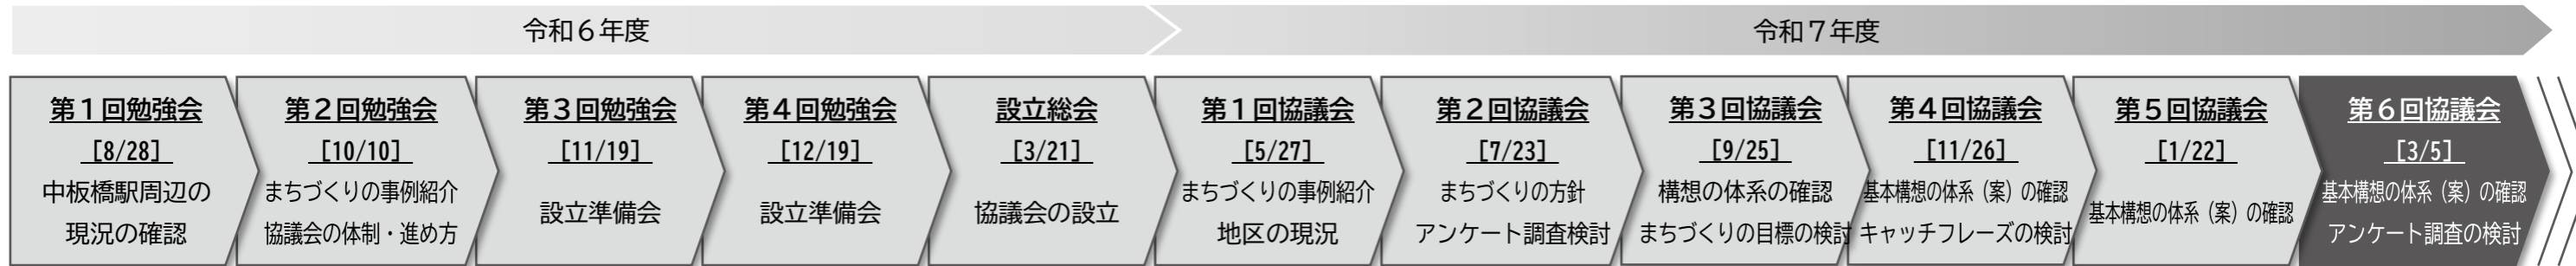 令和６年度
令和７年度
第１回勉強会
［8/28］
中板橋駅周辺の
現況の確認
第２回勉強会
［10/10］
まちづくりの事例紹介
協議会の体制・進め方
第３回勉強会
［11/19］
設立準備会
第４回勉強会
［12/19］
設立準備会
設立総会
［3/21］
協議会の設立
第１回協議会
［5/27］
まちづくりの事例紹介
地区の現況
第２回協議会
［7/23］
まちづくりの方針
アンケート調査検討
第３回協議会
［9/25］
構想の体系の確認
まちづくりの目標の検討
第４回協議会
［11/26］
基本構想の体系（案）の確認
キャッチフレーズの検討
第５回協議会
［1/22］
基本構想の体系（案）の確認
第６回協議会
［3/5］
基本構想の体系（案）の確認
アンケート調査の検討